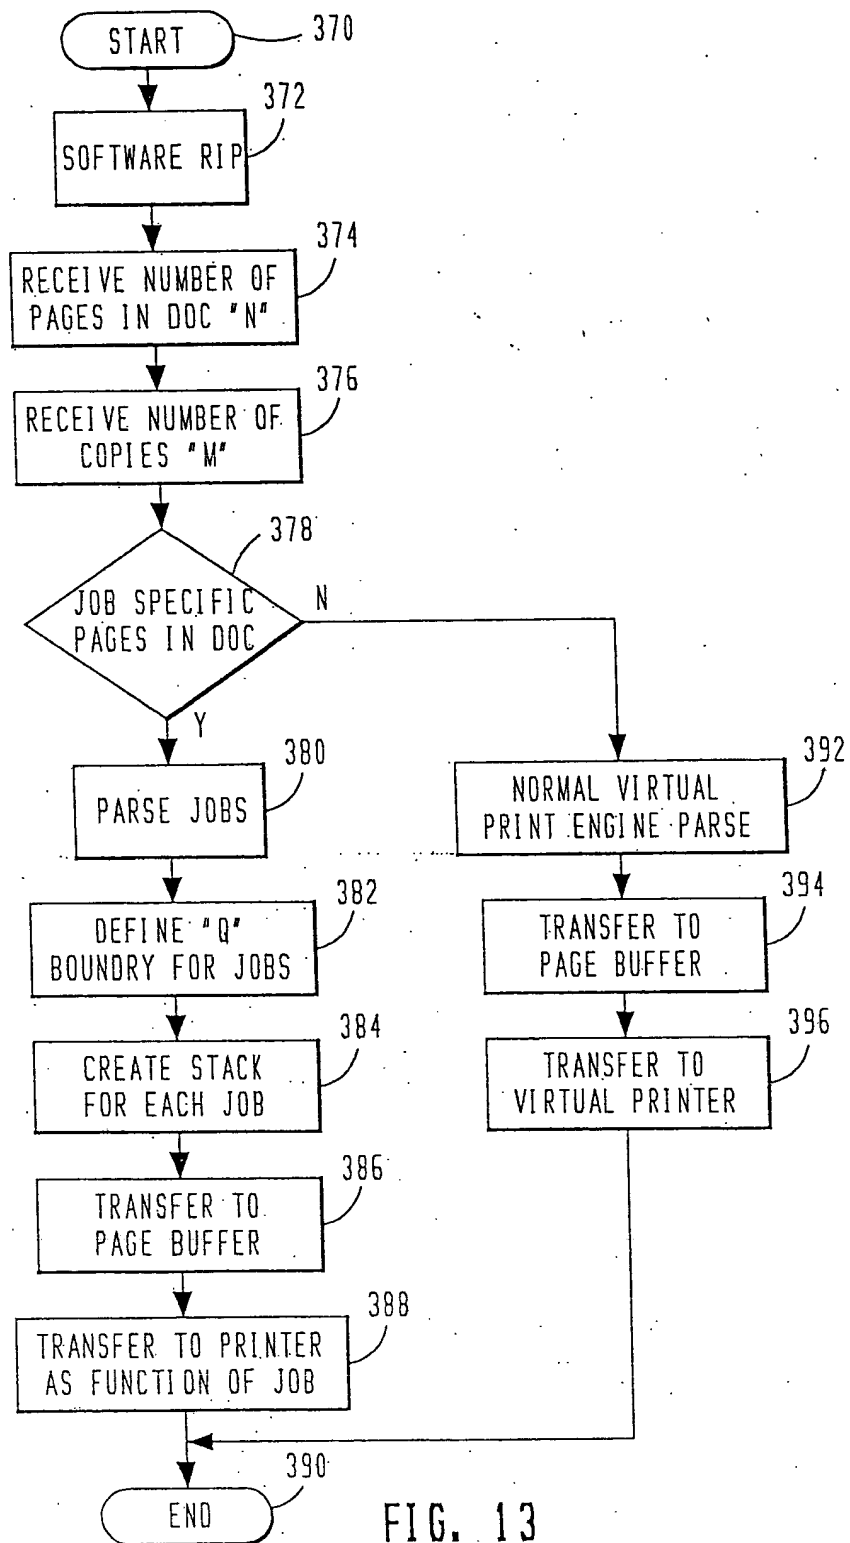 START
370
372
SOFTWARE RIP
374
RECEIVE NUMBER OF
PAGES IN DOC "N"
376
RECEIVE NUMBER OF
COPIES "M"
378
JOB SPECIFIC
PAGES IN DOC
N
Y
380
PARSE JOBS
382
DEFINE "Q"
BOUNDRY FOR JOBS
384
CREATE STACK
FOR EACH JOB
386
TRANSFER TO
PAGE BUFFER
388
TRANSFER TO PRINTER
AS FUNCTION OF JOB
392
NORMAL VIRTUAL
PRINT ENGINE PARSE
394
TRANSFER TO
PAGE BUFFER
396
TRANSFER TO
VIRTUAL PRINTER
390
END
FIG. 13